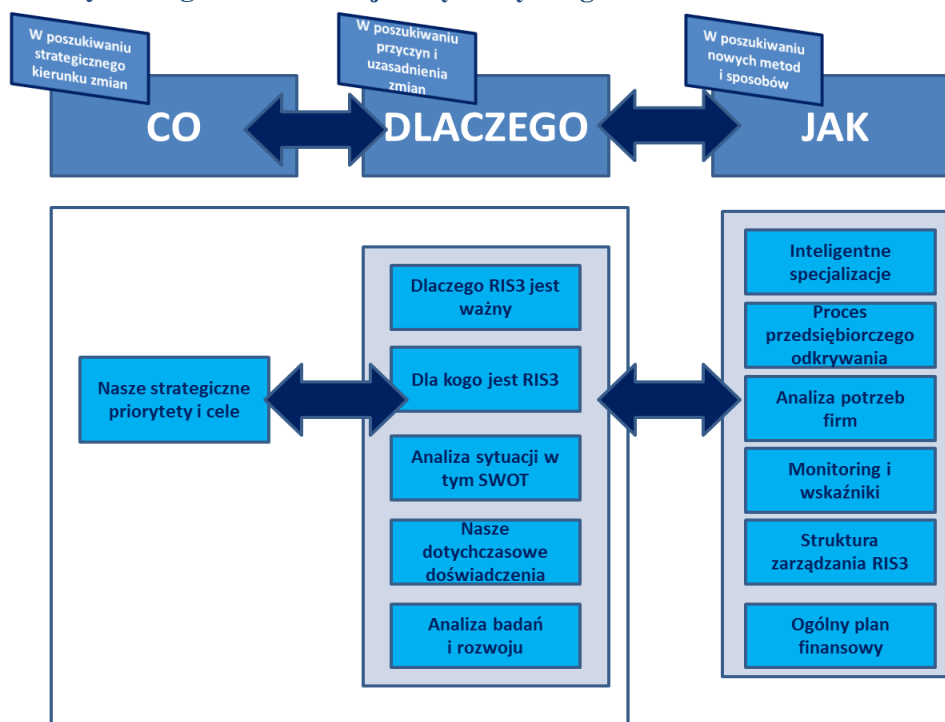 W poszukiwaniu
strategicznego
kierunku zmian
W poszukiwaniu
przyczyn i
uzasadnienia
zmian
W poszukiwaniu
nowych metod
i sposobów
CO
DLACZEGO
JAK
Nasze strategiczne
priorytety i cele
Dlaczego RIS3 jest
ważny
Dla kogo jest RIS3
Analiza sytuacji w
tym SWOT
Nasze
dotychczasowe
doświadczenia
Analiza badań
i rozwoju
Inteligentne
specjalizacje
Proces
przedsiębiorczego
odkrywania
Analiza potrzeb
firm
Monitoring i
wskaźniki
Struktura
zarządzania RIS3
Ogólny plan
finansowy